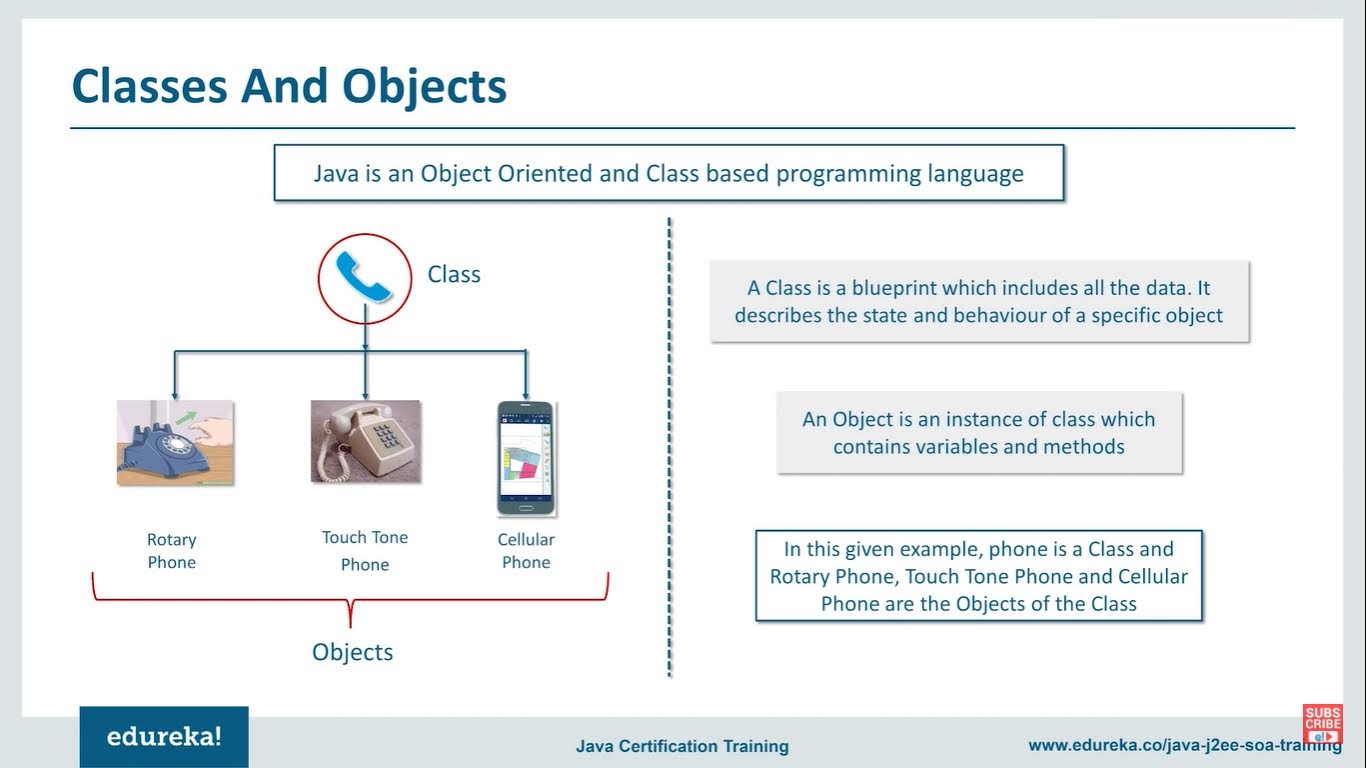 Classes And Objects
Java is an Object Oriented and Class based programming language
Class
Rotary
Phone
Touch Tone
Phone
Cellular
Phone
Objects
A Class is a blueprint which includes all the data. It
describes the state and behaviour of a specific object
An Object is an instance of class which
contains variables and methods
In this given example, phone is a Class and
Rotary Phone, Touch Tone Phone and Cellular
Phone are the Objects of the Class
edureka!
Java Certification Training
www.edureka.co/java-j2ee-soa-training
SUBS
CRIBE
e!